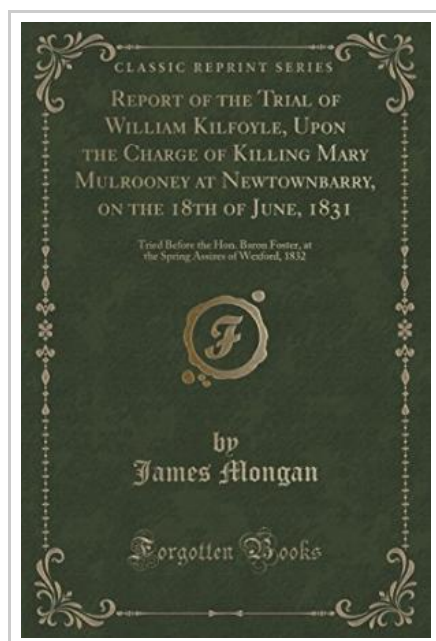 CLASSIC REPRINT SERIES
REPORT OF THE TRIAL OF
WILLIAM KILFOYLE, UPON
THE CHARGE OF KILLING MARY
MULROONEY AT NEWTOWNBARRY,
ON THE 18TH OF JUNE, 1831
Tried Before the Hon. Baron Foster, at
the Spring Assizes of Wexford, 1832
F
by
James Mongan
Forgotten Books